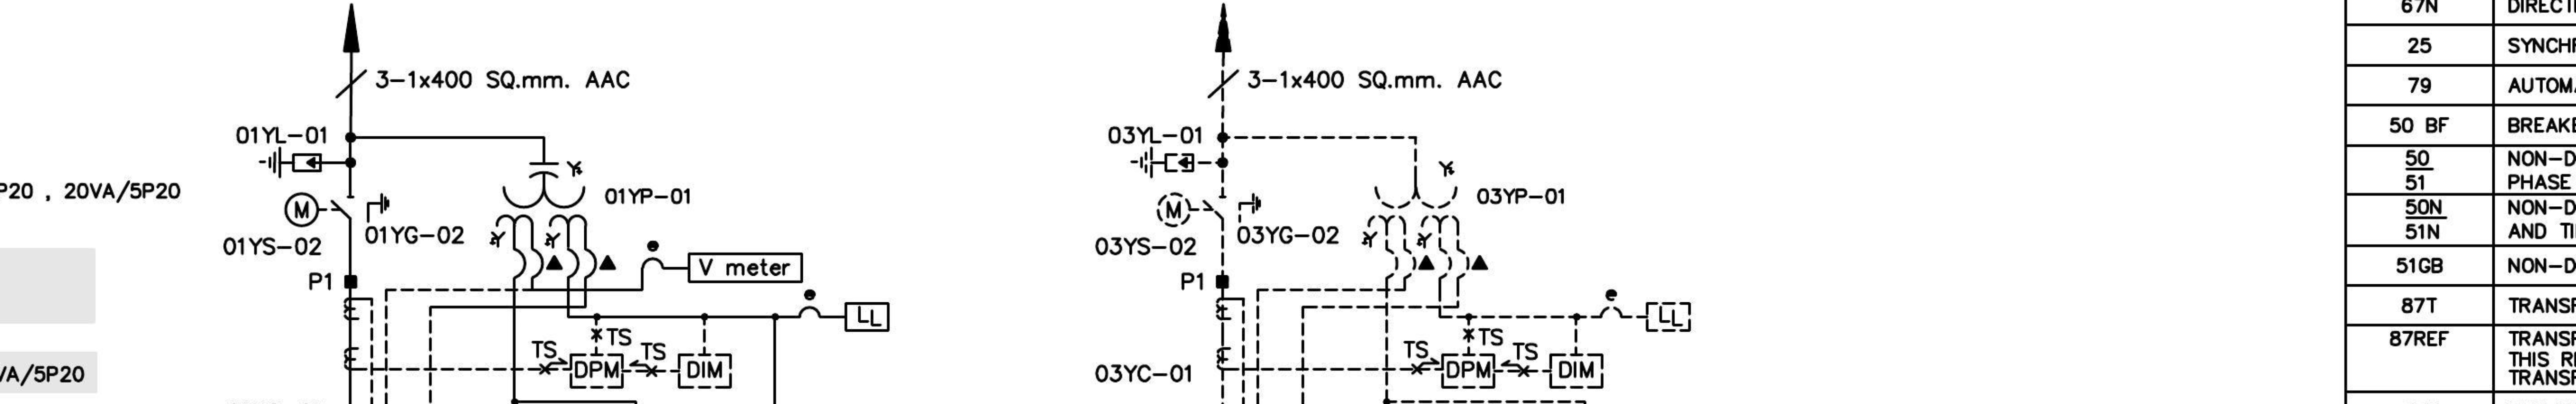 P20 , 20VA/5P20
VA/5P20
3-1x400 SQ.mm. AAC
01YL-01
M
01YS-02
01YG-02
Y
01YP-01
Y
Y
P1
V meter
LL
TS
TS
TS
DPM
DIM
3-1x400 SQ.mm. AAC
03YL-01
M
03YS-02
03YG-02
Y
03YP-01
Y
Y
P1
LL
03YC-01
TS
TS
TS
DPM
DIM
67N DIRECTI
25 SYNCHR
79 AUTOMA
50 BF BREAKE
50 NON-D
51 PHASE
50N NON-D
51N AND TI
51GB NON-D
87T TRANSF
87REF TRANSF
THIS RE
TRANSF